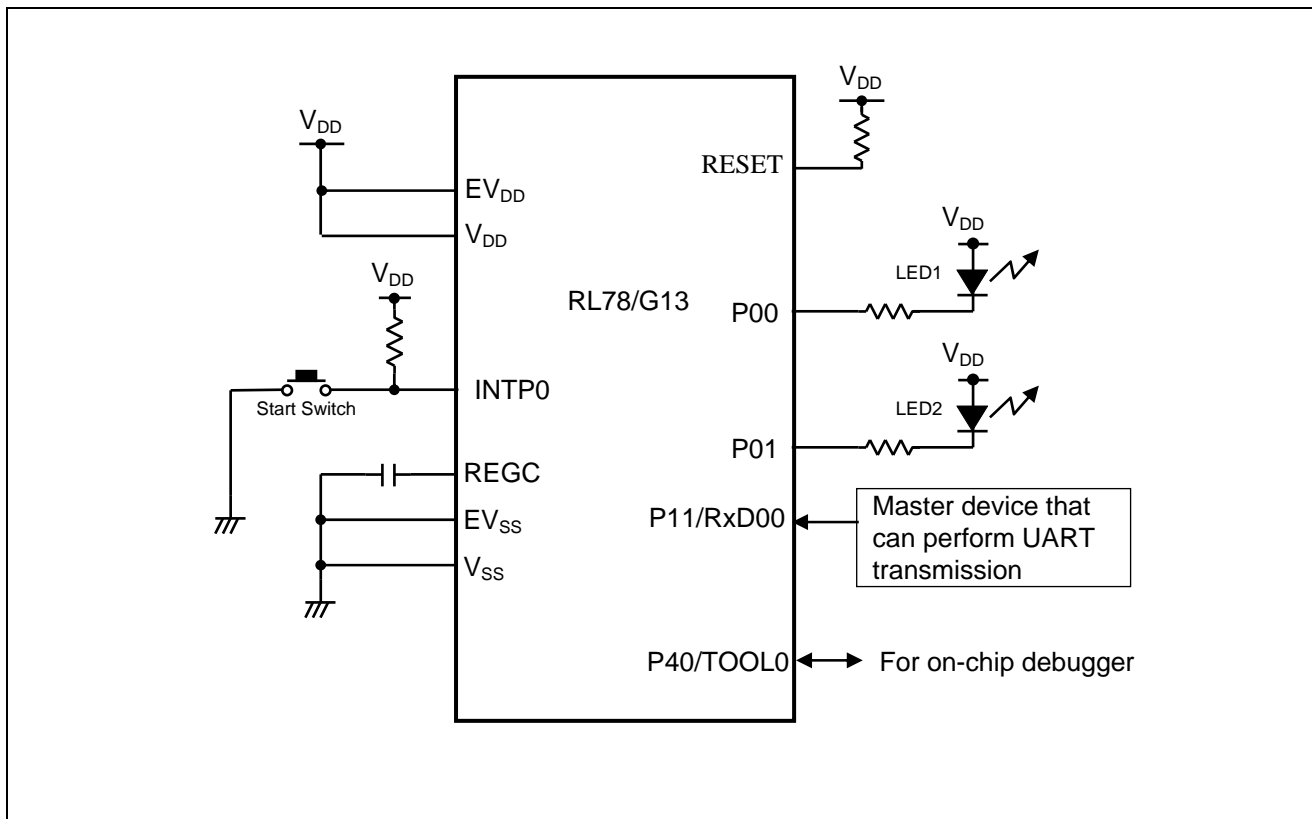 VDD
VDD
RESET
EVDD
VDD
VDD
LED1
VDD
RL78/G13
P00
VDD
LED2
INTP0
Start Switch
P01
REGC
P11/RxD00
Master device that
can perform UART
transmission
EVSS
VSS
P40/TOOL0
For on-chip debugger